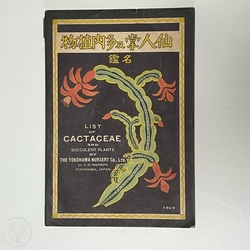 仙人掌及多肉植物
名鑑
LIST
OF
CACTACEAE
AND
SUCCULENT PLANTS
BY
THE YOKOHAMA NURSERY Co., Ltd.
YOKOHAMA, JAPAN.